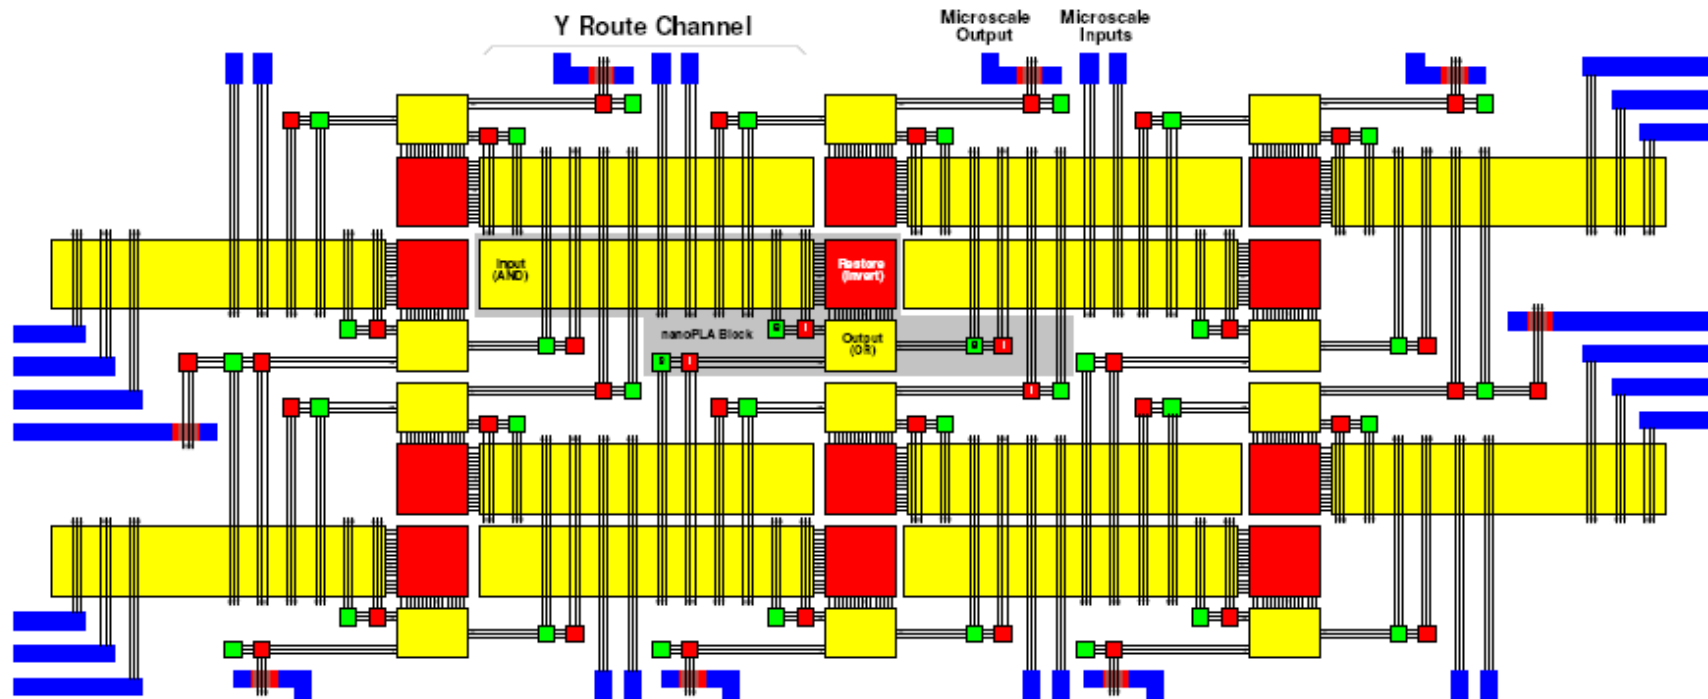 Y Route Channel
Microscale
Output
Microscale
Inputs
Input
(AND)
Restore
(Invert)
nanoPLA Block
B
I
Output
(OR)
B
I
B
I
I